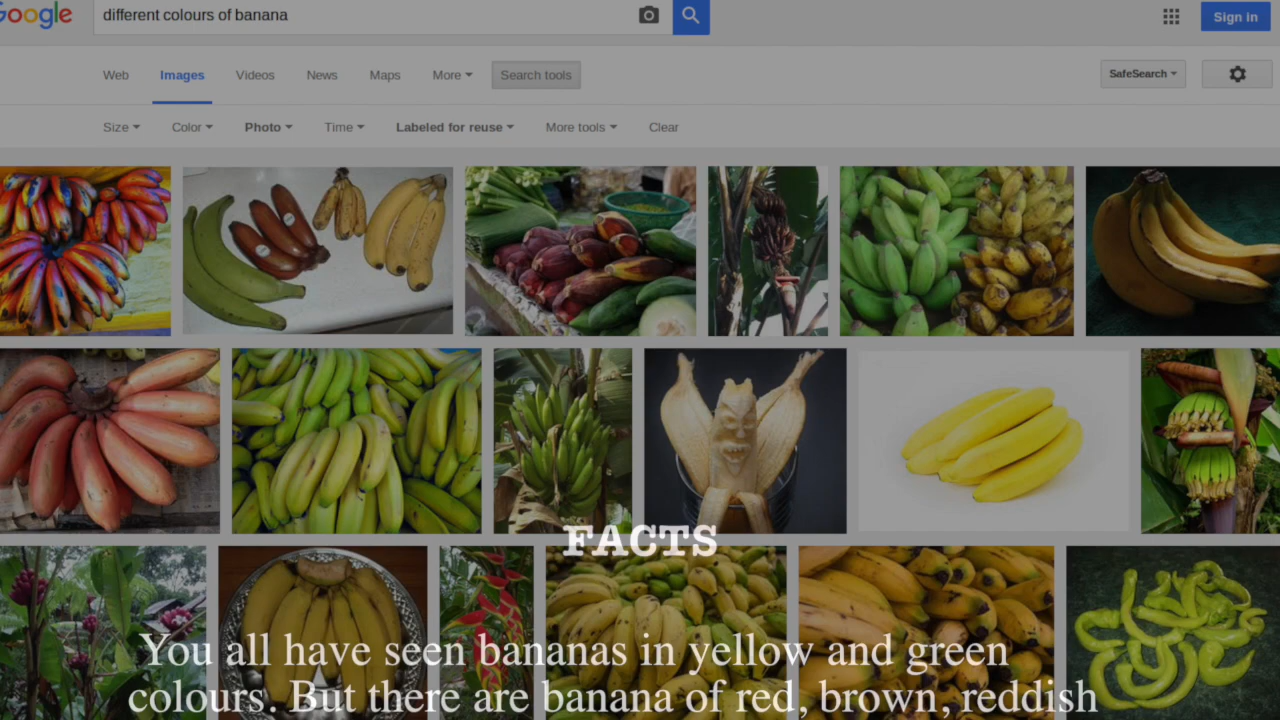 Google
different colours of banana
Sign in
Web Images Videos News Maps More Search tools
SafeSearch
Size Color Photo Time Labeled for reuse More tools Clear
FACTS
You all have seen bananas in yellow and green
colours. But there are banana of red, brown, reddish